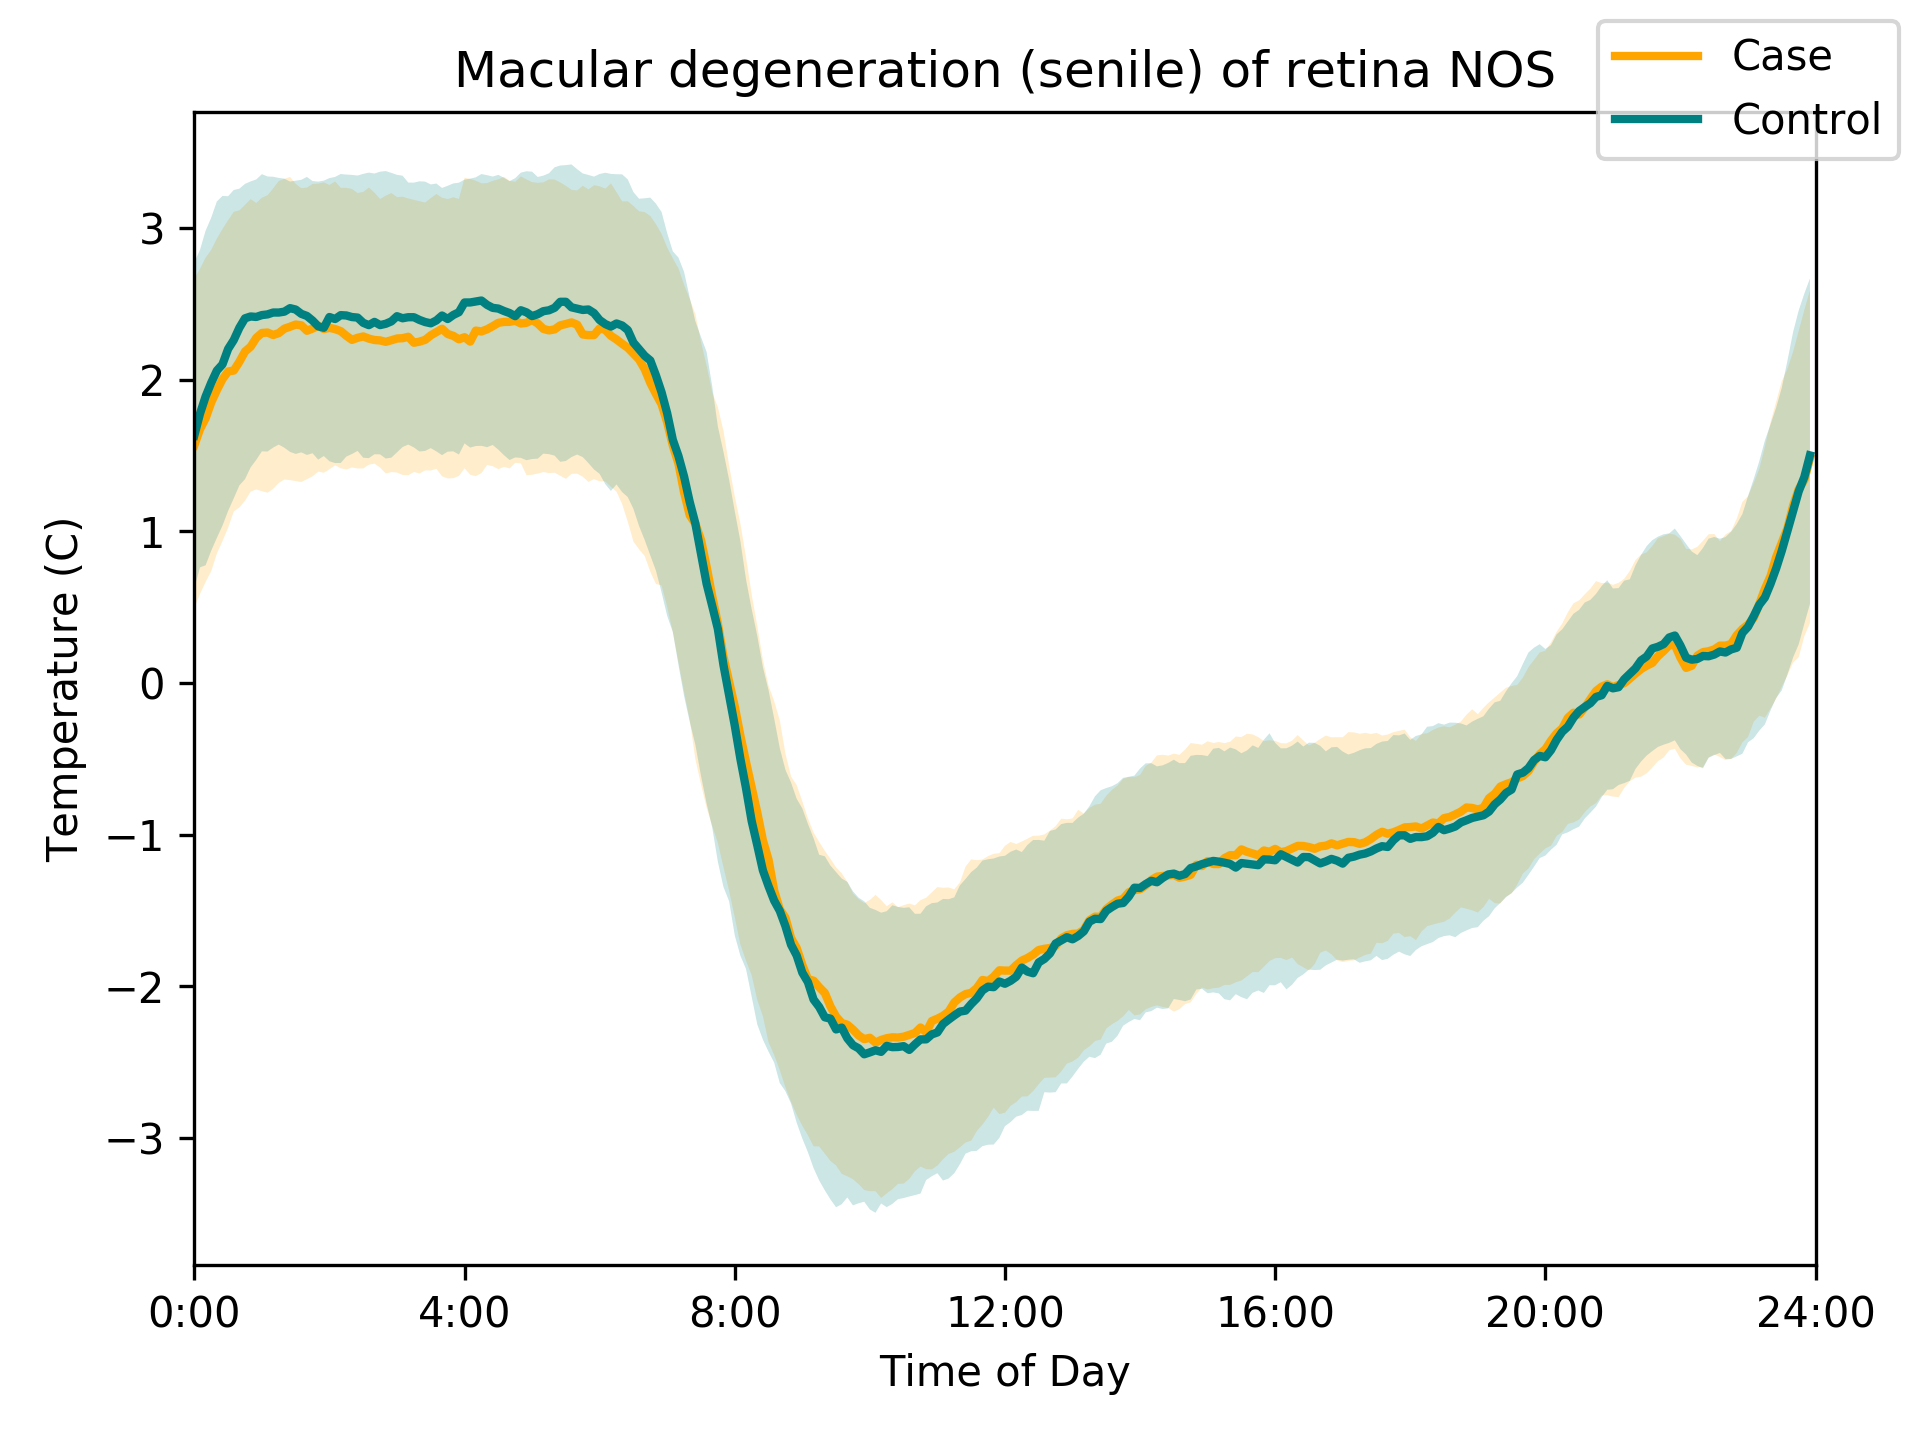 Macular degeneration (senile) of retina NOS
Case
Control
Temperature (C)
3
2
1
0
−1
−2
−3
0:00 4:00 8:00 12:00 16:00 20:00 24:00
Time of Day